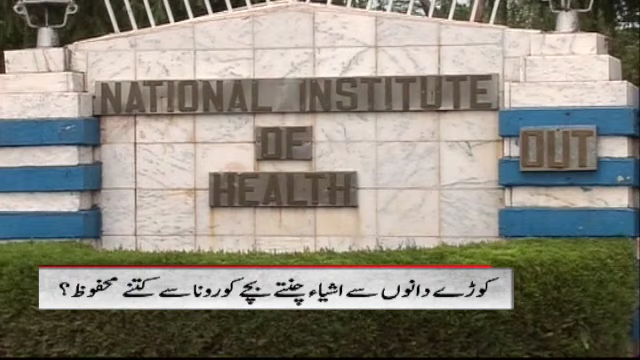 NATIONAL INSTITUTE
OF
HEALTH
OUT
کوڑے دانوں سے اشیاء چنتے بچے کورونا سے کتنے محفوظ؟